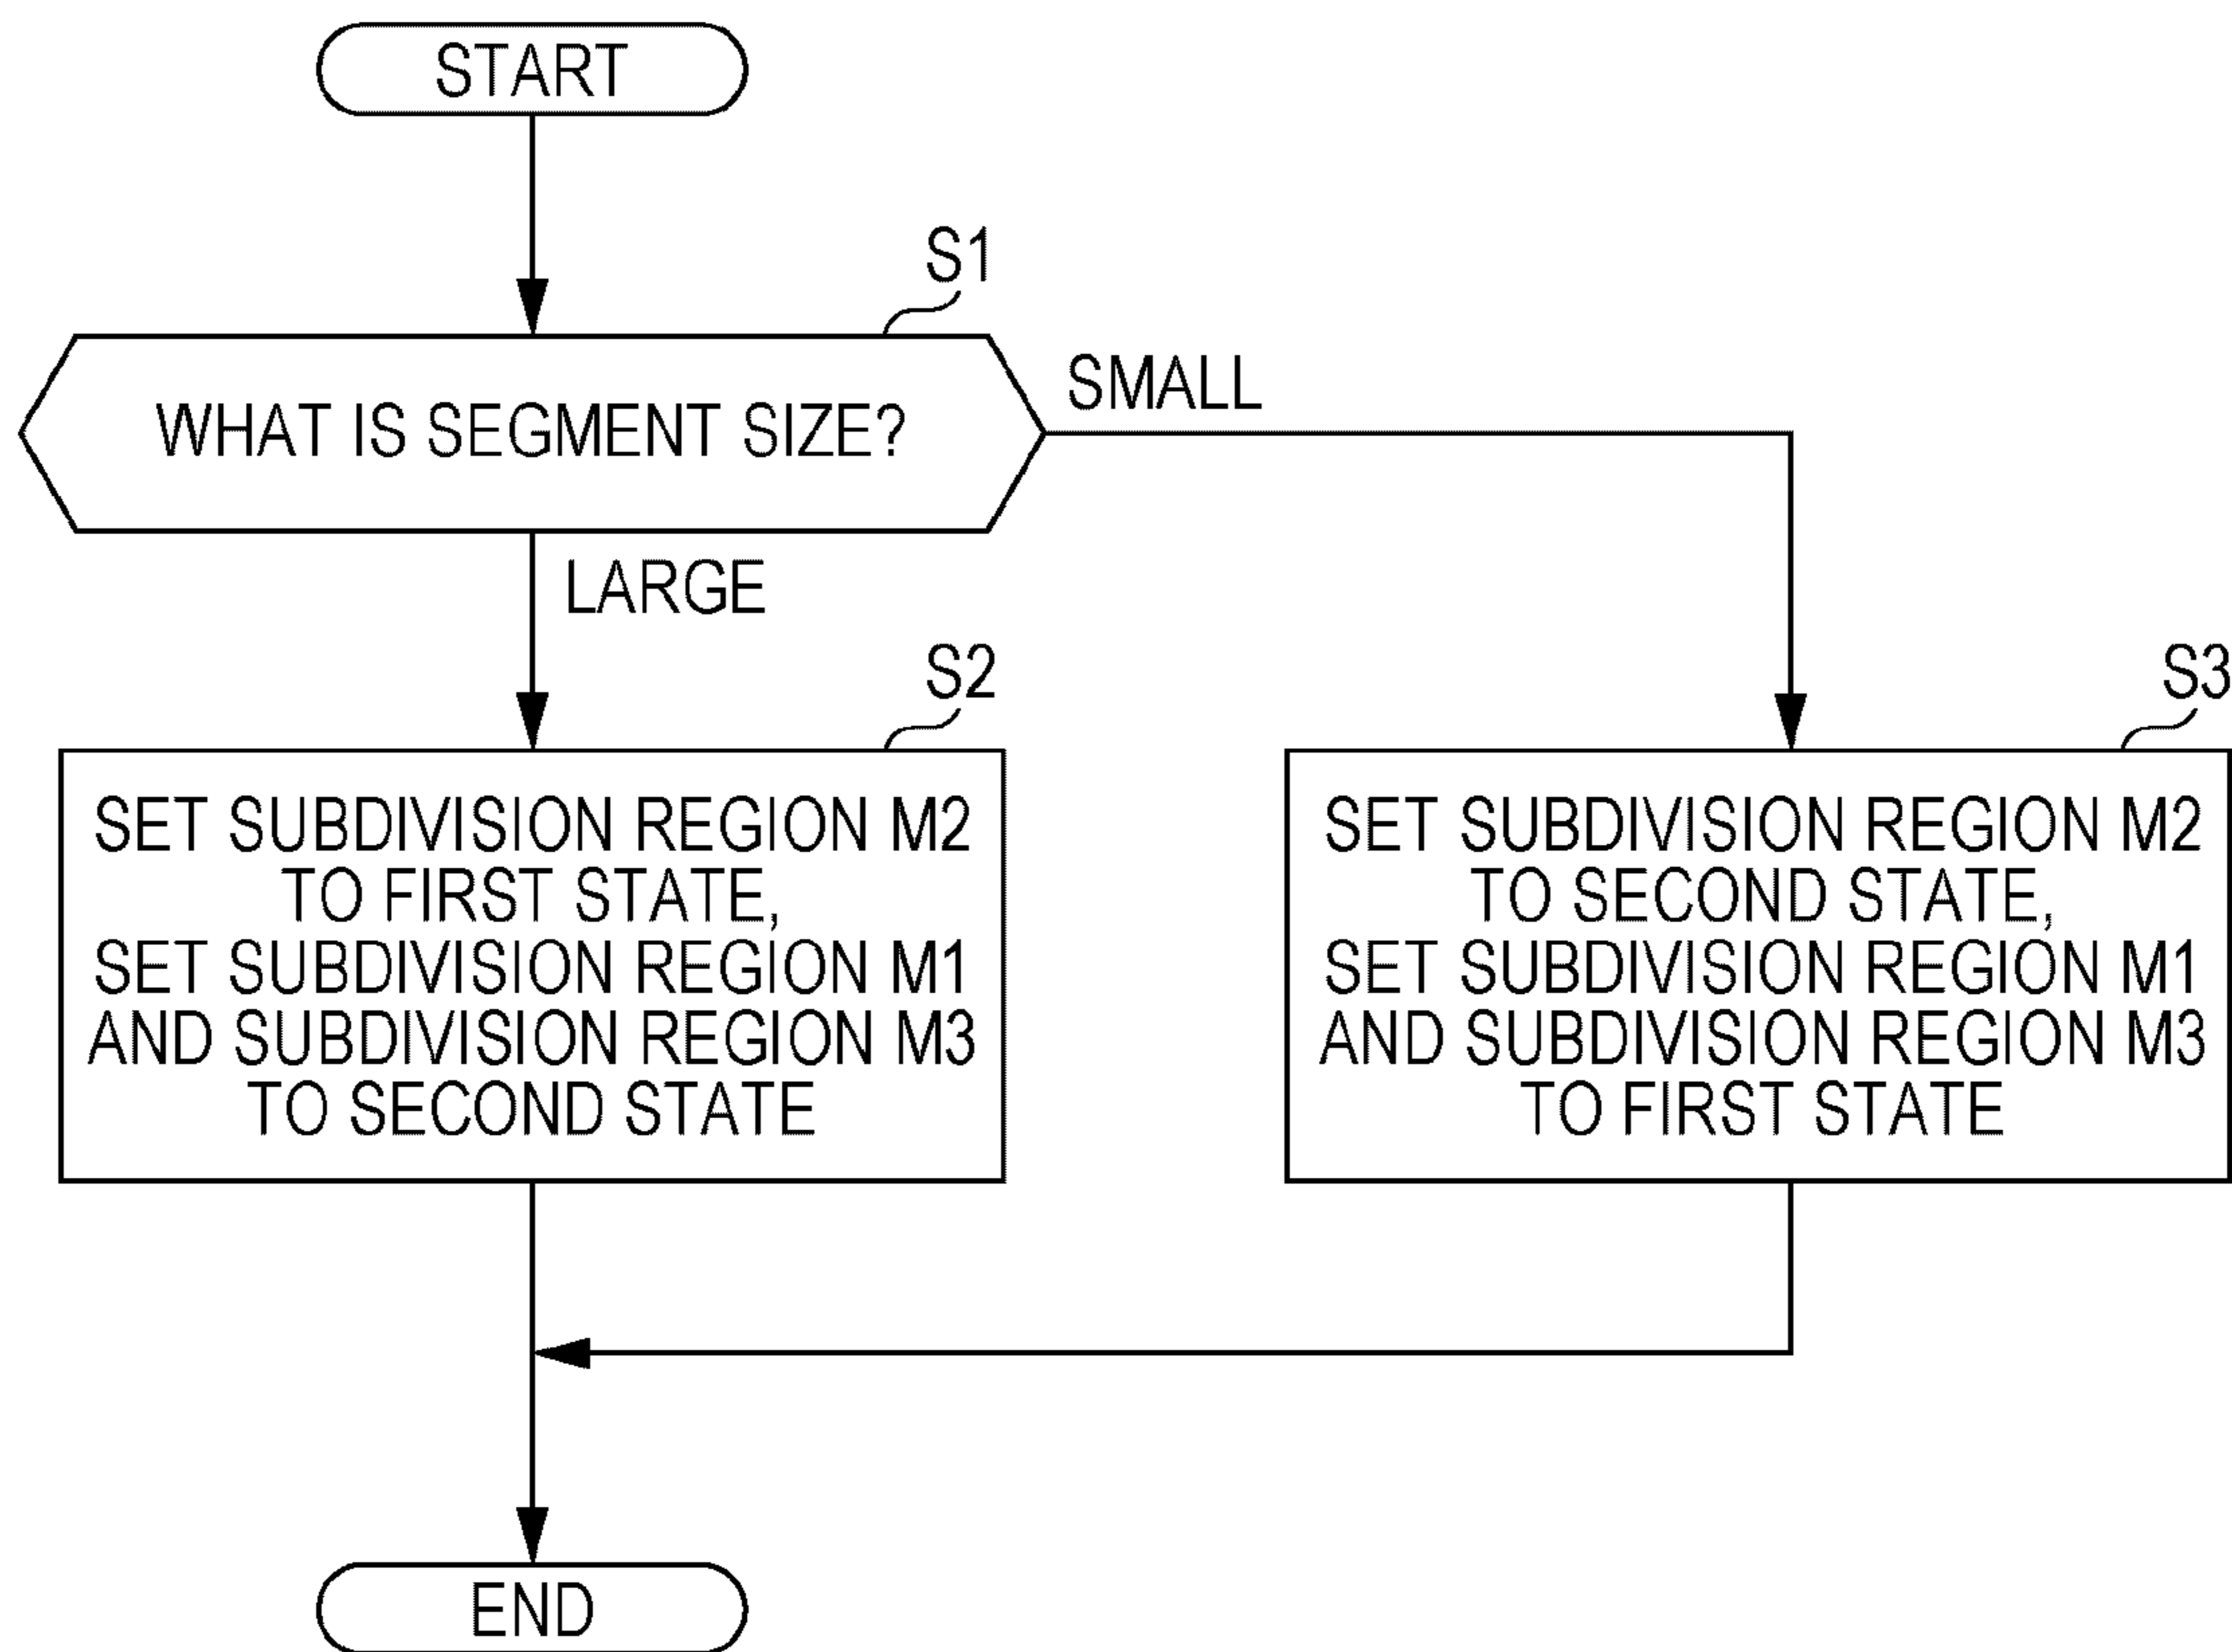 START
S1
WHAT IS SEGMENT SIZE?
SMALL
LARGE
S2
SET SUBDIVISION REGION M2
TO FIRST STATE,
SET SUBDIVISION REGION M1
AND SUBDIVISION REGION M3
TO SECOND STATE
S3
SET SUBDIVISION REGION M2
TO SECOND STATE,
SET SUBDIVISION REGION M1
AND SUBDIVISION REGION M3
TO FIRST STATE
END